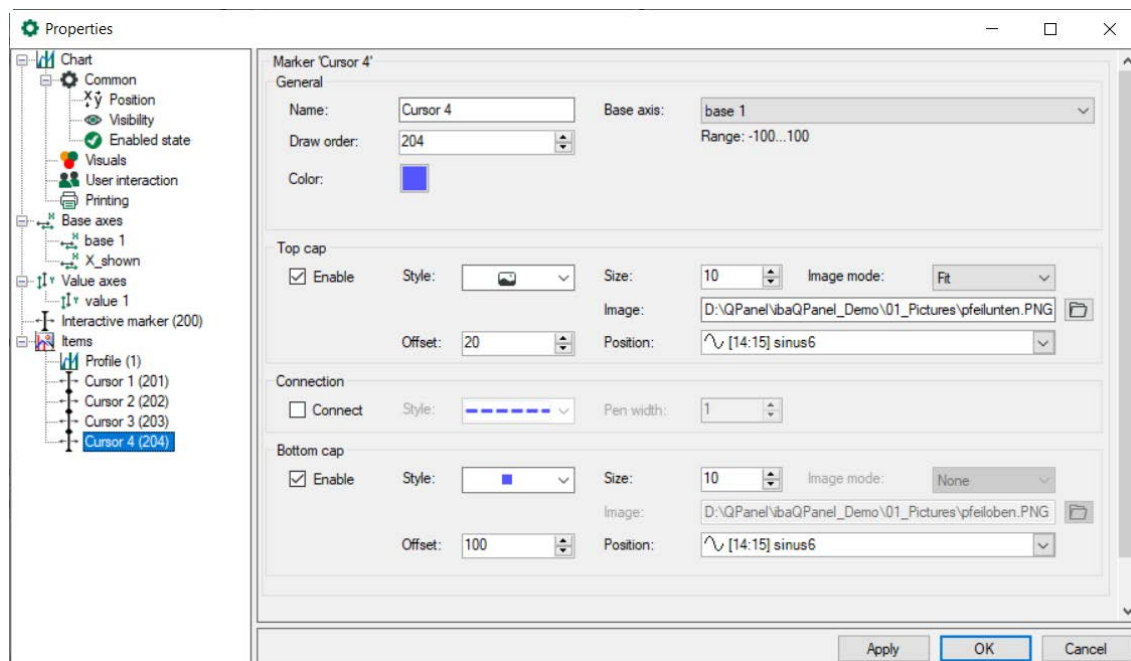 Properties
Chart
Common
Position
Visibility
Enabled state
Visuals
User interaction
Printing
Base axes
base 1
X_shown
Value axes
value 1
Interactive marker (200)
Items
Profile (1)
Cursor 1 (201)
Cursor 2 (202)
Cursor 3 (203)
Cursor 4 (204)
Marker 'Cursor 4'
General
Name: Cursor 4 Base axis: base 1
Draw order: 204 Range: -100...100
Color:
Top cap
Enable Style: Size: 10 Image mode: Fit
Image: D:\QPanel\ibaQPanel_Demo\01_Pictures\pfeilunten.PNG
Offset: 20 Position: [14:15] sinus6
Connection
Connect Style: Pen width: 1
Bottom cap
Enable Style: Size: 10 Image mode: None
Image: D:\QPanel\ibaQPanel_Demo\01_Pictures\pfeiloben.PNG
Offset: 100 Position: [14:15] sinus6
Apply OK Cancel